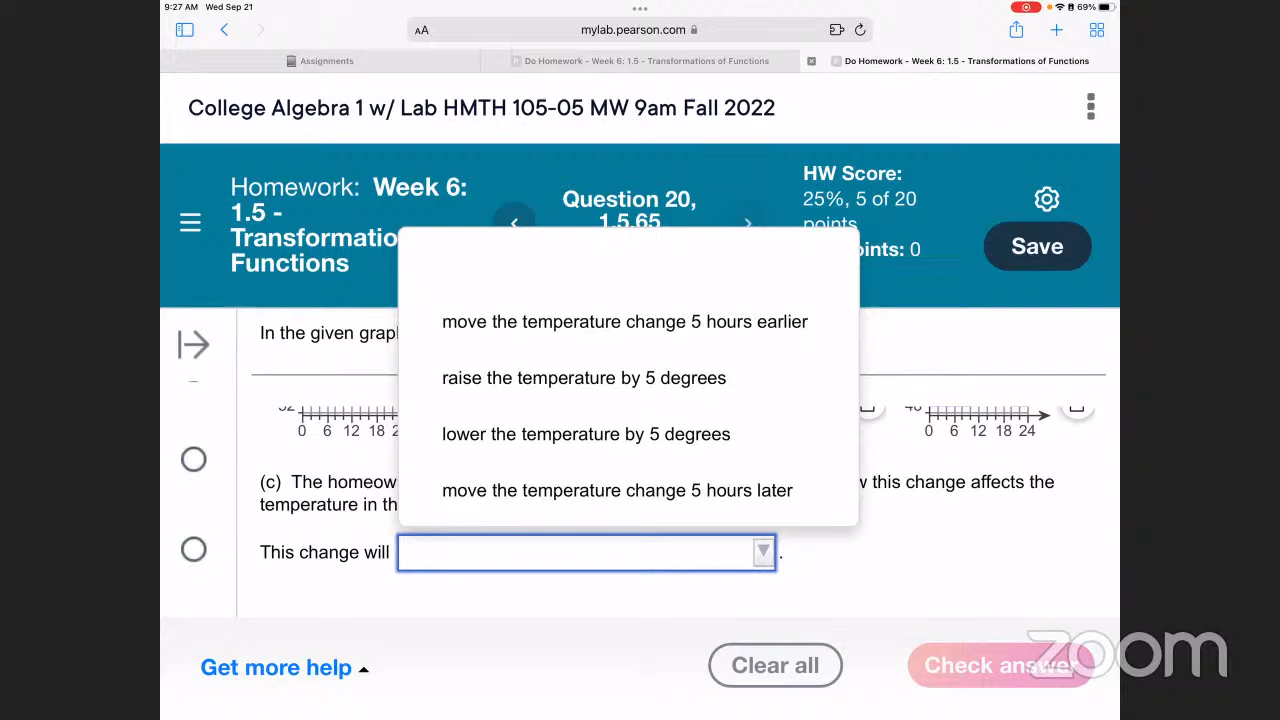 9:27 AM Wed Sep 21
69%
AA
mylab.pearson.com
Assignments
Do Homework - Week 6: 1.5 - Transformations of Functions
Do Homework - Week 6: 1.5 - Transformations of Functions
College Algebra 1 w/ Lab HMTH 105-05 MW 9am Fall 2022
Homework: Week 6:
1.5 -
Transformatio
Functions
Question 20,
1.5.65
HW Score:
25%, 5 of 20
points
oints: 0
Save
In the given grap
move the temperature change 5 hours earlier
raise the temperature by 5 degrees
lower the temperature by 5 degrees
move the temperature change 5 hours later
0 6 12 18 2
0 6 12 18 24
(c) The homeow
this change affects the
temperature in th
This change will
.
Get more help
Clear all
Check answer
zoom